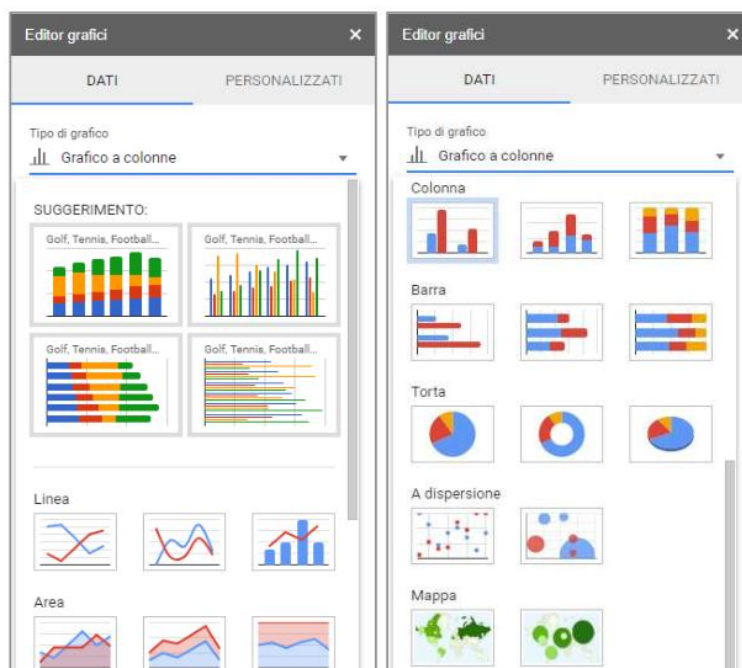 Editor grafici ×
DATI PERSONALIZZATI
Tipo di grafico
Grafico a colonne
SUGGERIMENTO:
Golf, Tennis, Football...
Golf, Tennis, Football...
Golf, Tennis, Football...
Golf, Tennis, Football...
Linea
Area
Editor grafici ×
DATI PERSONALIZZATI
Tipo di grafico
Grafico a colonne
Colonna
Barra
Torta
A dispersione
Mappa